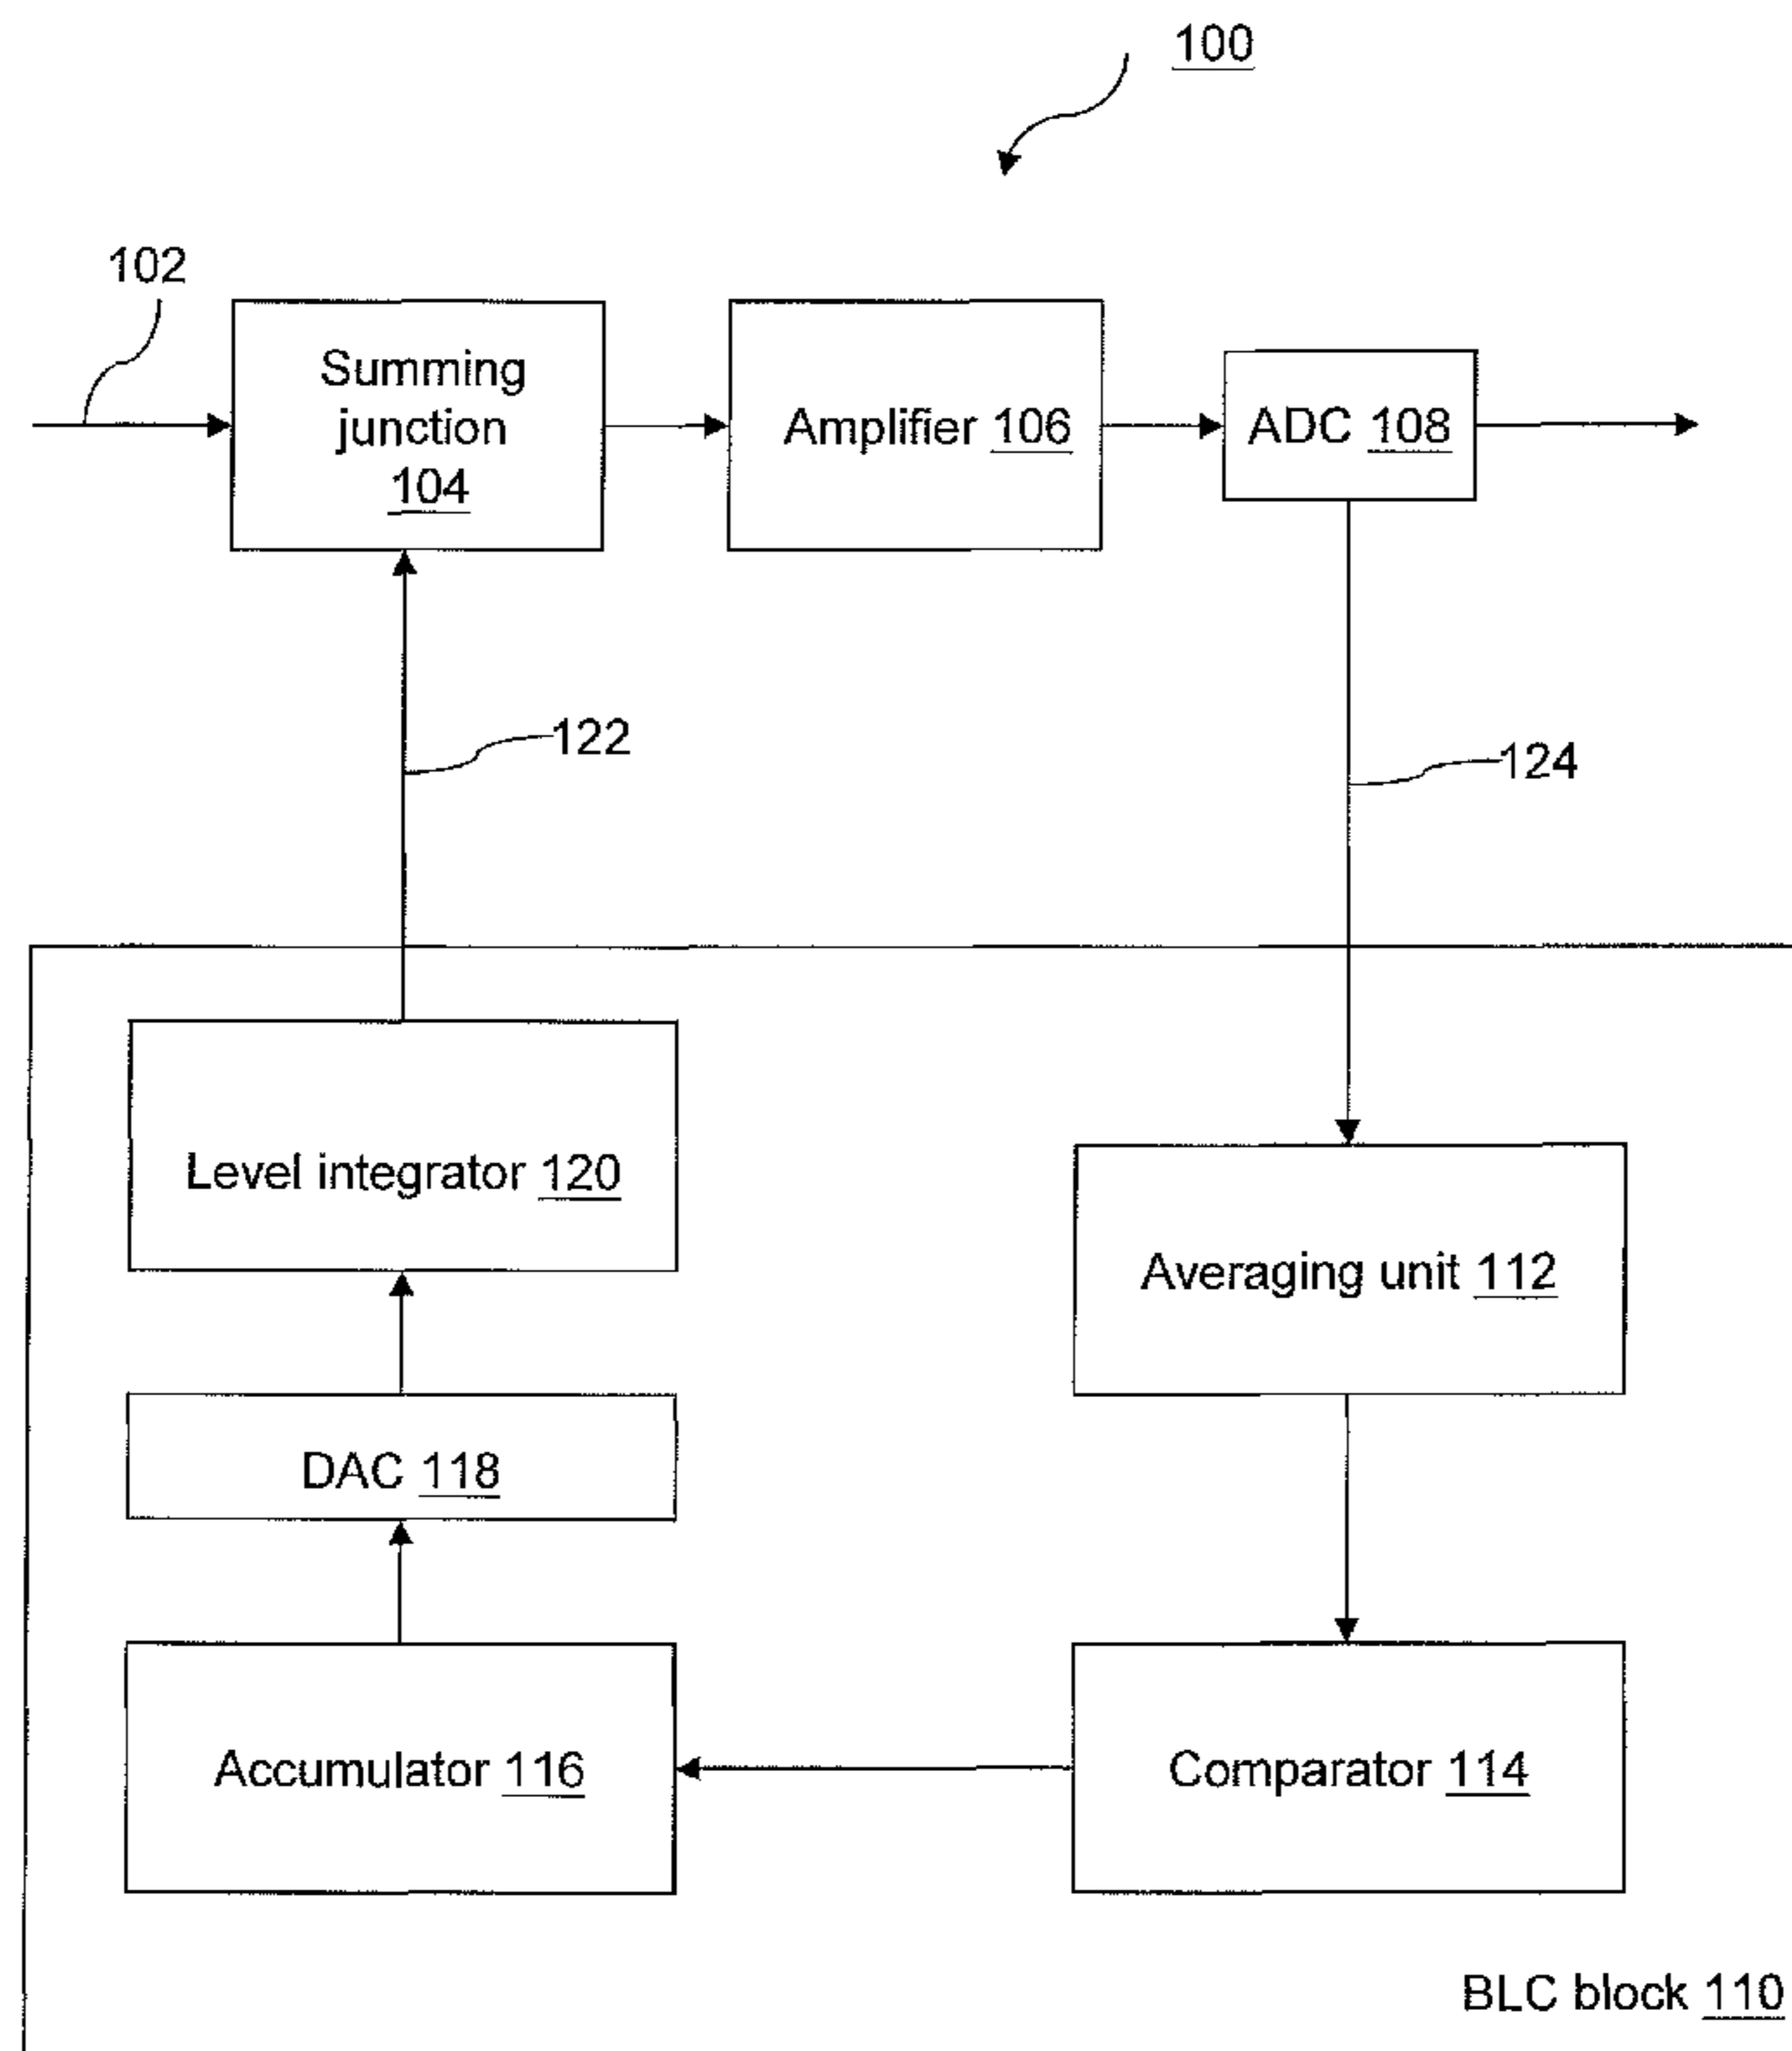 100
102
Summing
junction
104
Amplifier 106
ADC 108
122
124
Level integrator 120
Averaging unit 112
DAC 118
Accumulator 116
Comparator 114
BLC block 110